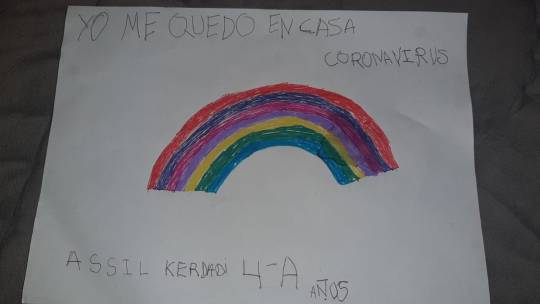 YO ME QUEDO EN CASA
CORONAVIRUS
ASSIL KERDADI 4-A
AÑOS